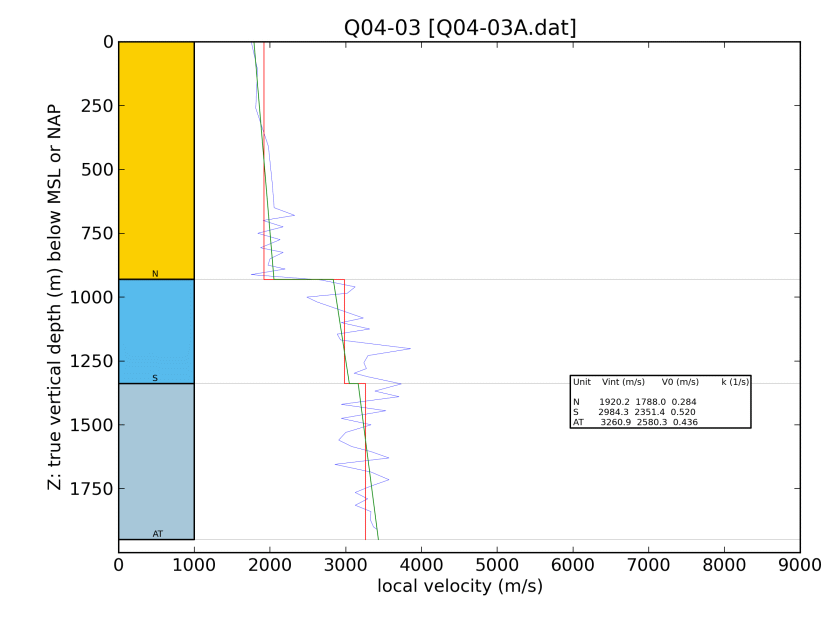 Q04-03 [Q04-03A.dat]
0
250
500
750
1000
1250
1500
1750
Z: true vertical depth (m) below MSL or NAP
N
S
AT
Unit Vint (m/s) V0 (m/s) k (1/s)
N 1920.2 1788.0 0.284
S 2984.3 2351.4 0.520
AT 3260.9 2580.3 0.436
0 1000 2000 3000 4000 5000 6000 7000 8000 9000
local velocity (m/s)